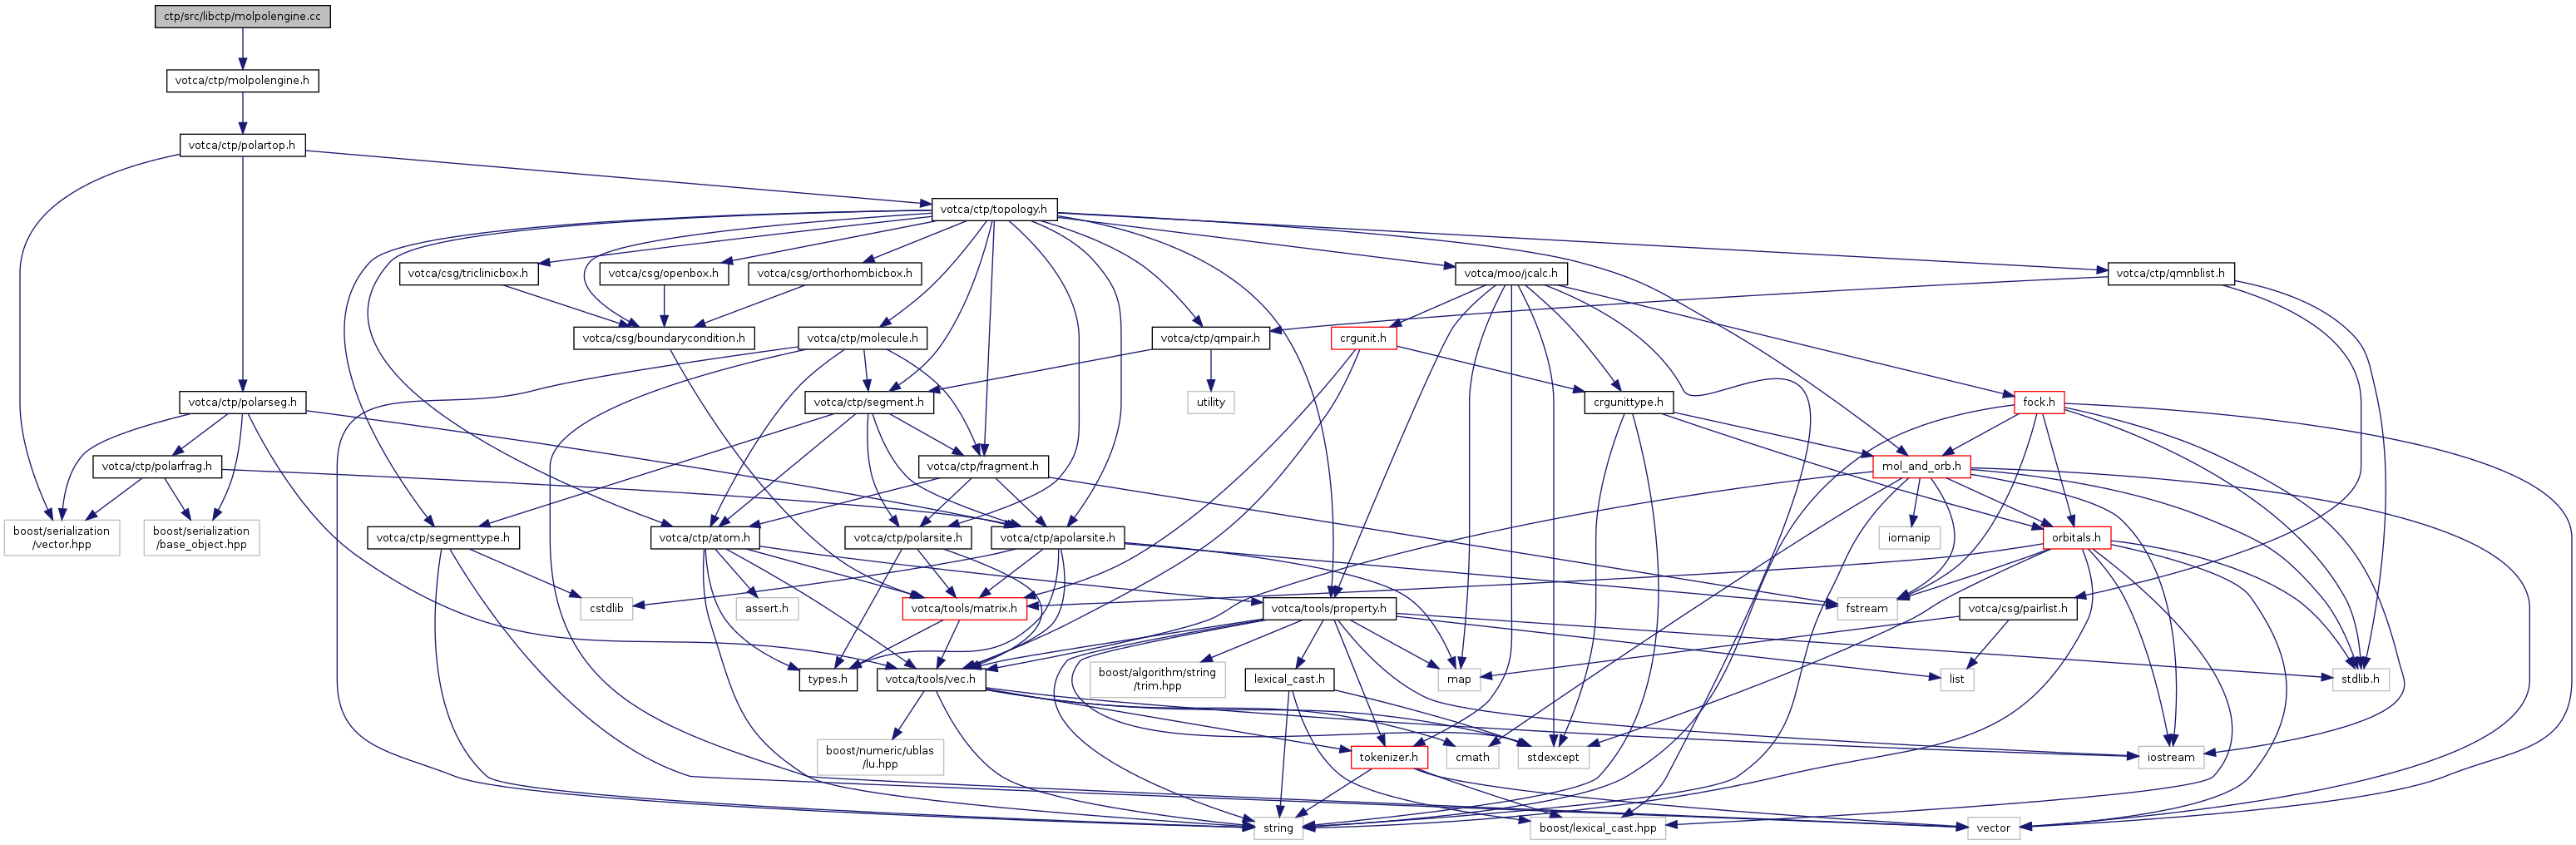 ctp/src/libctp/molpolengine.cc
votca/ctp/molpolengine.h
votca/ctp/polartop.h
votca/ctp/topology.h
votca/csg/triclinicbox.h
votca/csg/openbox.h
votca/csg/orthorhombicbox.h
votca/moo/jcalc.h
votca/ctp/qmnblist.h
votca/csg/boundarycondition.h
votca/ctp/molecule.h
votca/ctp/qmpair.h
crgunit.h
votca/ctp/polarseg.h
votca/ctp/segment.h
utility
crgunittype.h
fock.h
votca/ctp/polarfrag.h
votca/ctp/fragment.h
mol_and_orb.h
boost/serialization
/vector.hpp
boost/serialization
/base_object.hpp
votca/ctp/segmenttype.h
votca/ctp/atom.h
votca/ctp/polarsite.h
votca/ctp/apolarsite.h
iomanip
orbitals.h
cstdlib
assert.h
votca/tools/matrix.h
votca/tools/property.h
fstream
votca/csg/pairlist.h
types.h
votca/tools/vec.h
boost/algorithm/string
/trim.hpp
lexical_cast.h
map
list
stdlib.h
boost/numeric/ublas
/lu.hpp
tokenizer.h
cmath
stdexcept
iostream
string
boost/lexical_cast.hpp
vector